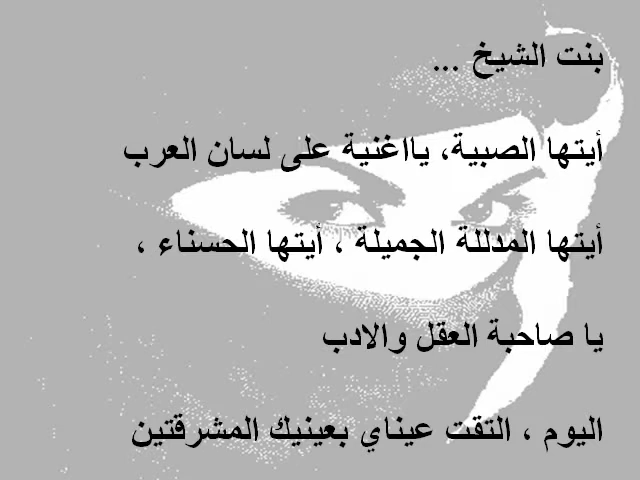 بنت الشيخ ...
أيتها الصبية، يااغنية على لسان العرب
أيتها المدللة الجميلة ، أيتها الحسناء ،
يا صاحبة العقل والادب
اليوم ، التقت عيناي بعينيك المشرقتين